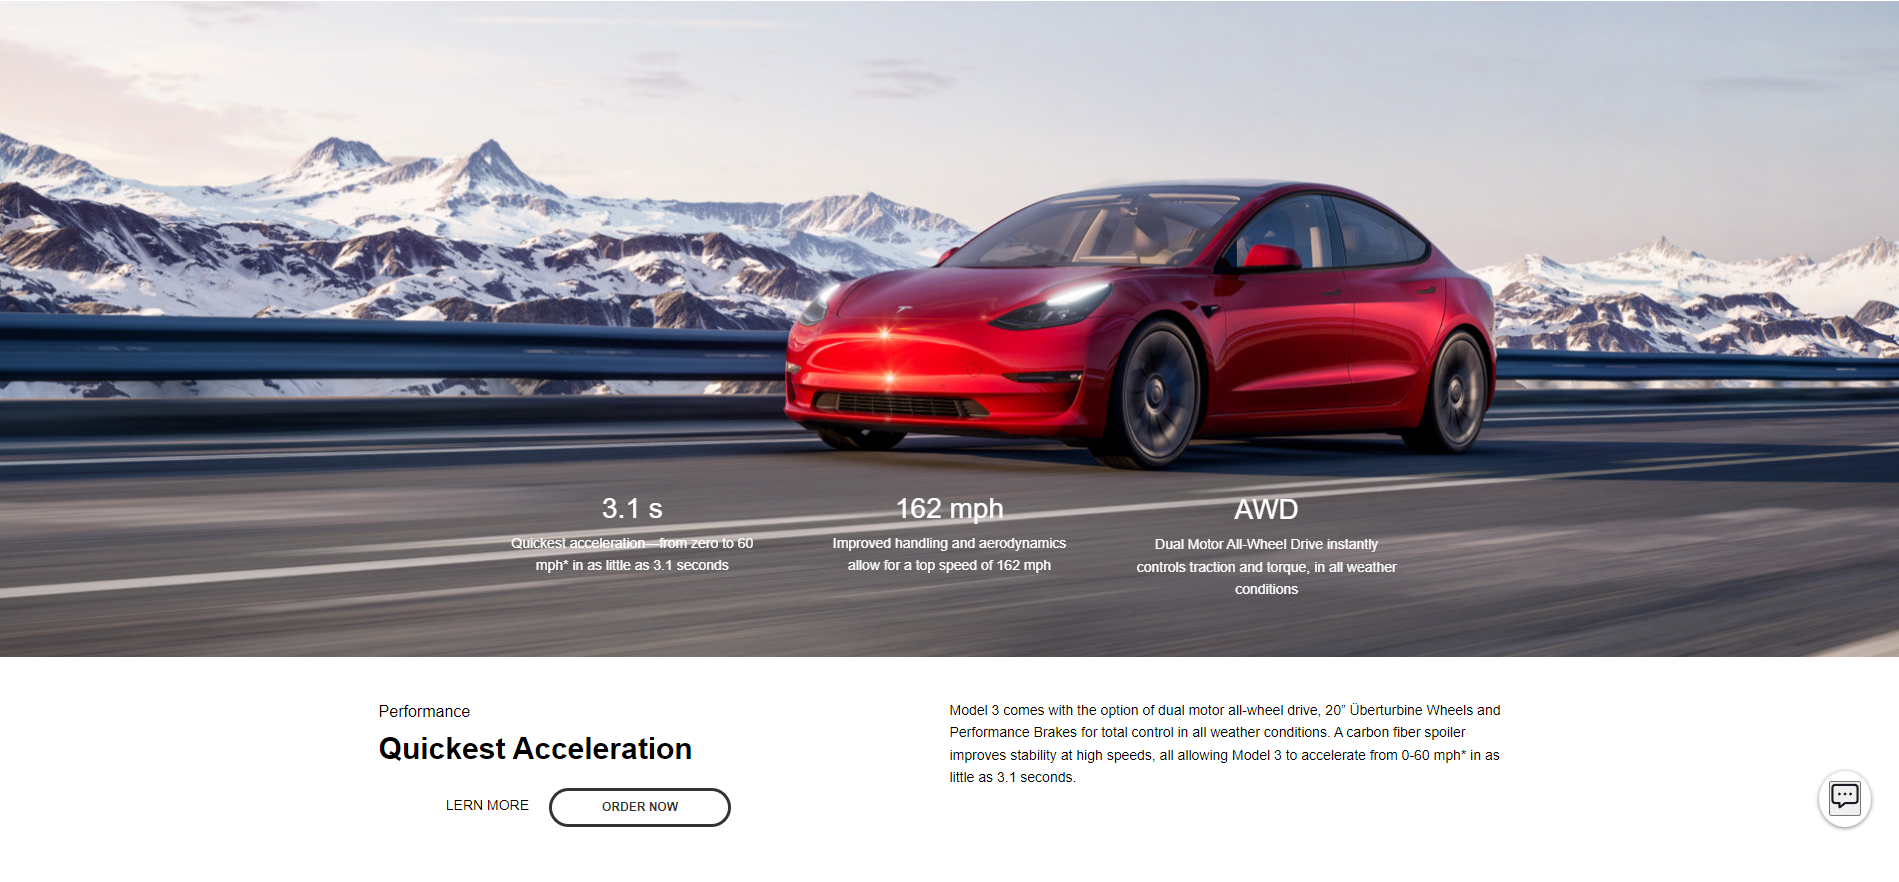 3.1 s
Quickest acceleration—from zero to 60
mph* in as little as 3.1 seconds
162 mph
Improved handling and aerodynamics
allow for a top speed of 162 mph
AWD
Dual Motor All-Wheel Drive instantly
controls traction and torque, in all weather
conditions
Performance
Quickest Acceleration
LERN MORE
ORDER NOW
Model 3 comes with the option of dual motor all-wheel drive, 20” Überturbine Wheels and
Performance Brakes for total control in all weather conditions. A carbon fiber spoiler
improves stability at high speeds, all allowing Model 3 to accelerate from 0-60 mph* in as
little as 3.1 seconds.